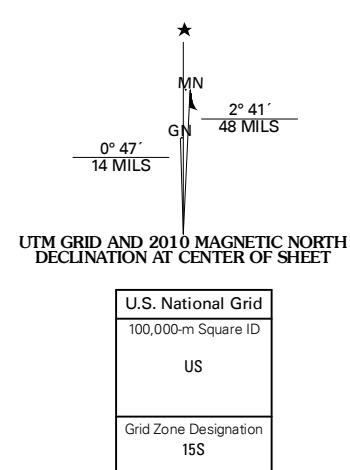 MN
2° 41´
48 MILS
GN
0° 47´
14 MILS
UTM GRID AND 2010 MAGNETIC NORTH
DECLINATION AT CENTER OF SHEET
U.S. National Grid
100,000-m Square ID
US
Grid Zone Designation
15S